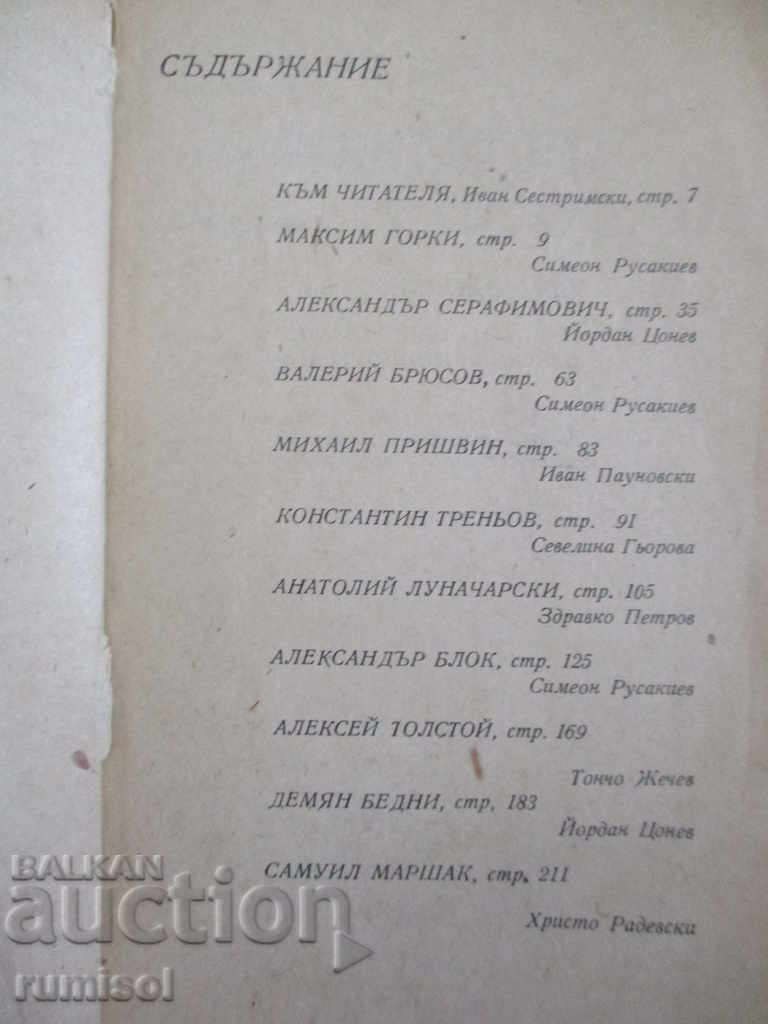 СЪДЪРЖАНИЕ
КЪМ ЧИТАТЕЛЯ, Иван Сестримски, стр. 7
МАКСИМ ГОРКИ, стр. 9
Симеон Русакиев
АЛЕКСАНДЪР СЕРАФИМОВИЧ, стр. 35
Йордан Цонев
ВАЛЕРИЙ БРЮСОВ, стр. 63
Симеон Русакиев
МИХАИЛ ПРИШВИН, стр. 83
Иван Пауновски
КОНСТАНТИН ТРЕНЬОВ, стр. 91
Севелина Гьорова
АНАТОЛИЙ ЛУНАЧАРСКИ, стр. 105
Здравко Петров
АЛЕКСАНДЪР БЛОК, стр. 125
Симеон Русакиев
АЛЕКСЕЙ ТОЛСТОЙ, стр. 169
Тончо Жечев
ДЕМЯН БЕДНИ, стр. 183
Йордан Цонев
САМУИЛ МАРШАК, стр. 211
Христо Радевски
BALKAN
auction
rumisol